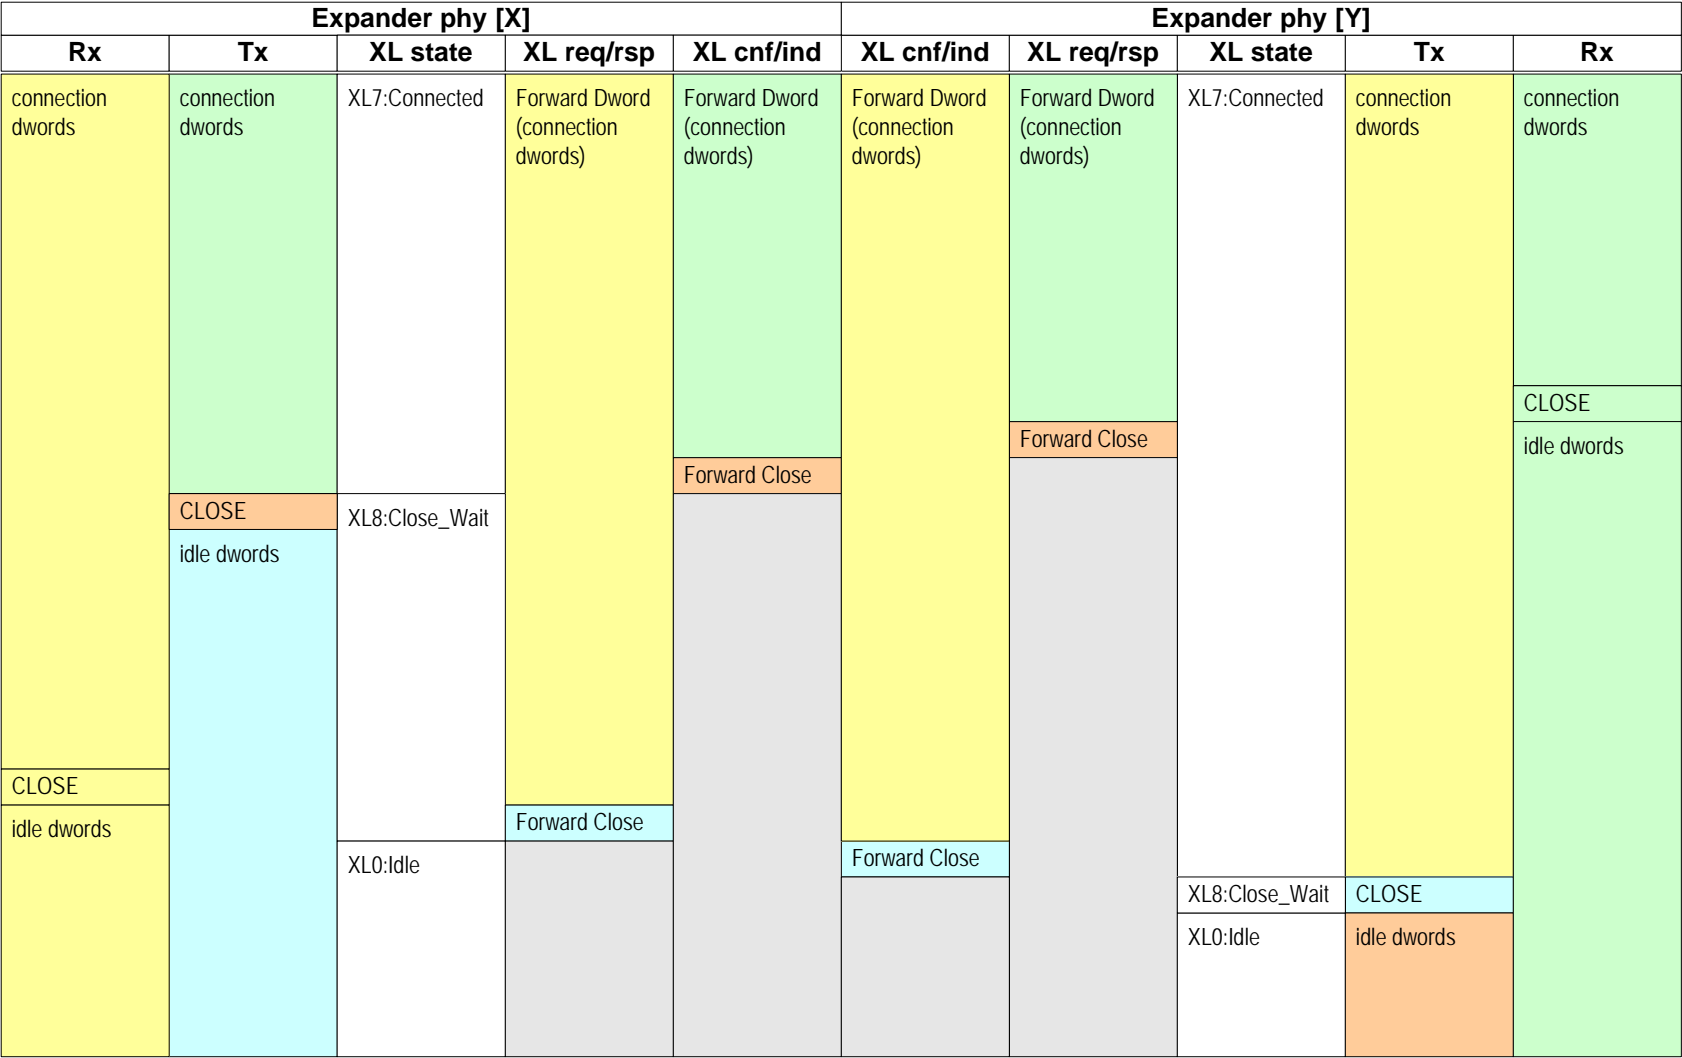 Expander phy [X] Expander phy [Y]
Rx Tx XL state XL req/rsp XL cnf/ind XL cnf/ind XL req/rsp XL state Tx Rx
connection connection XL7:Connected Forward Dword Forward Dword Forward Dword Forward Dword XL7:Connected connection connection
dwords dwords (connection (connection (connection (connection dwords dwords
dwords) dwords) dwords) dwords)
CLOSE
Forward Close idle dwords
Forward Close
CLOSE XL8:Close_Wait
idle dwords
CLOSE
idle dwords Forward Close
XL0:Idle Forward Close
XL8:Close_Wait CLOSE
XL0:Idle idle dwords